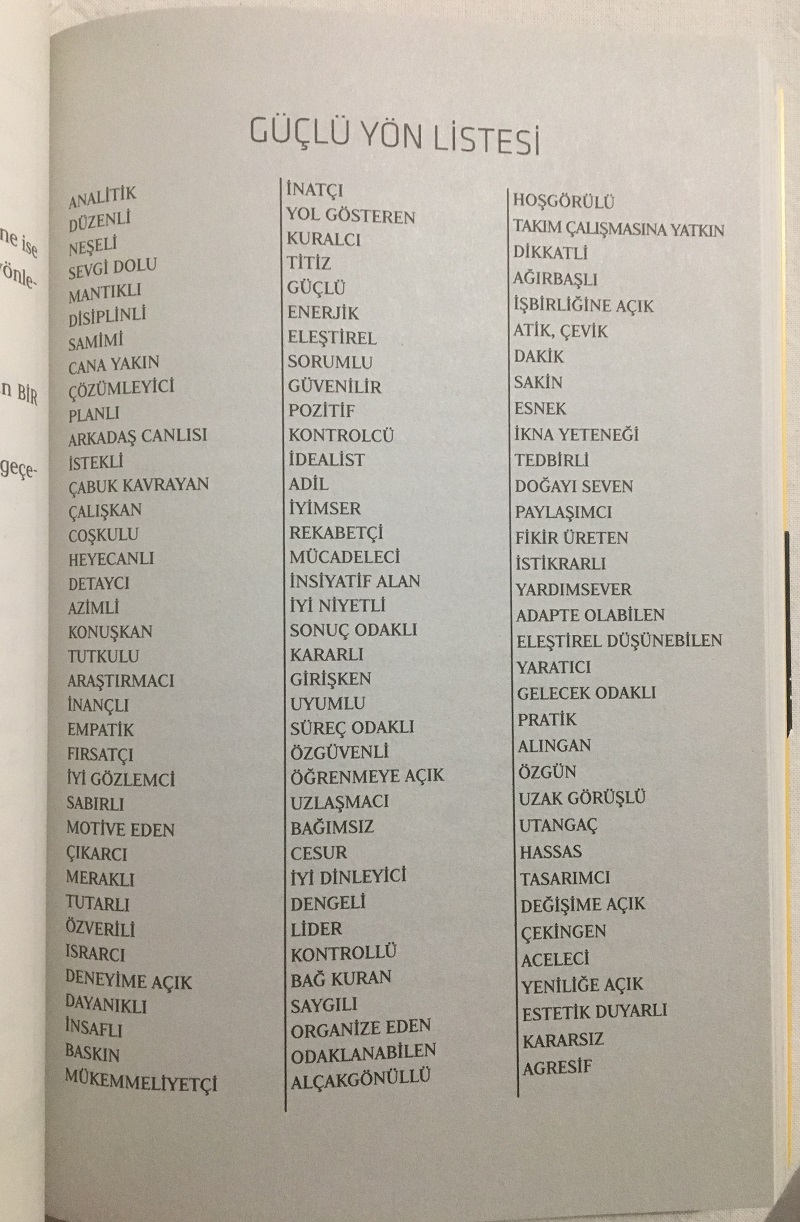 ne ise
yönle-
n BİR
geçe-
GÜÇLÜ YÖN LİSTESİ
ANALİTİK
DÜZENLİ
NEŞELİ
SEVGİ DOLU
MANTIKLI
DİSİPLİNLİ
SAMİMİ
CANA YAKIN
ÇÖZÜMLEYİCİ
PLANLI
ARKADAŞ CANLISI
İSTEKLİ
ÇABUK KAVRAYAN
ÇALIŞKAN
COŞKULU
HEYECANLI
DETAYCI
AZİMLİ
KONUŞKAN
TUTKULU
ARAŞTIRMACI
İNANÇLI
EMPATİK
FIRSATÇI
İYİ GÖZLEMCİ
SABIRLI
MOTİVE EDEN
ÇIKARCI
MERAKLI
TUTARLI
ÖZVERİLİ
ISRARCI
DENEYİME AÇIK
DAYANIKLI
İNSAFLI
BASKIN
MÜKEMMELİYETÇİ
İNATÇI
YOL GÖSTEREN
KURALCI
TİTİZ
GÜÇLÜ
ENERJİK
ELEŞTİREL
SORUMLU
GÜVENİLİR
POZİTİF
KONTROLCÜ
İDEALİST
ADİL
İYİMSER
REKABETÇİ
MÜCADELECİ
İNSİYATİF ALAN
İYİ NİYETLİ
SONUÇ ODAKLI
KARARLI
GİRİŞKEN
UYUMLU
SÜREÇ ODAKLI
ÖZGÜVENLİ
ÖĞRENMEYE AÇIK
UZLAŞMACI
BAĞIMSIZ
CESUR
İYİ DİNLEYİCİ
DENGELİ
LİDER
KONTROLLÜ
BAĞ KURAN
SAYGILI
ORGANİZE EDEN
ODAKLANABİLEN
ALÇAKGÖNÜLLÜ
HOŞGÖRÜLÜ
TAKIM ÇALIŞMASINA YATKIN
DİKKATLİ
AĞIRBAŞLI
İŞBİRLİĞİNE AÇIK
ATİK, ÇEVİK
DAKİK
SAKİN
ESNEK
İKNA YETENEĞİ
TEDBİRLİ
DOĞAYI SEVEN
PAYLAŞIMCI
FİKİR ÜRETEN
İSTİKRARLI
YARDIMSEVER
ADAPTE OLABİLEN
ELEŞTİREL DÜŞÜNEBİLEN
YARATICI
GELECEK ODAKLI
PRATİK
ALINGAN
ÖZGÜN
UZAK GÖRÜŞLÜ
UTANGAÇ
HASSAS
TASARIMCI
DEĞİŞİME AÇIK
ÇEKİNGEN
ACELECİ
YENİLİĞE AÇIK
ESTETİK DUYARLI
KARARSIZ
AGRESİF